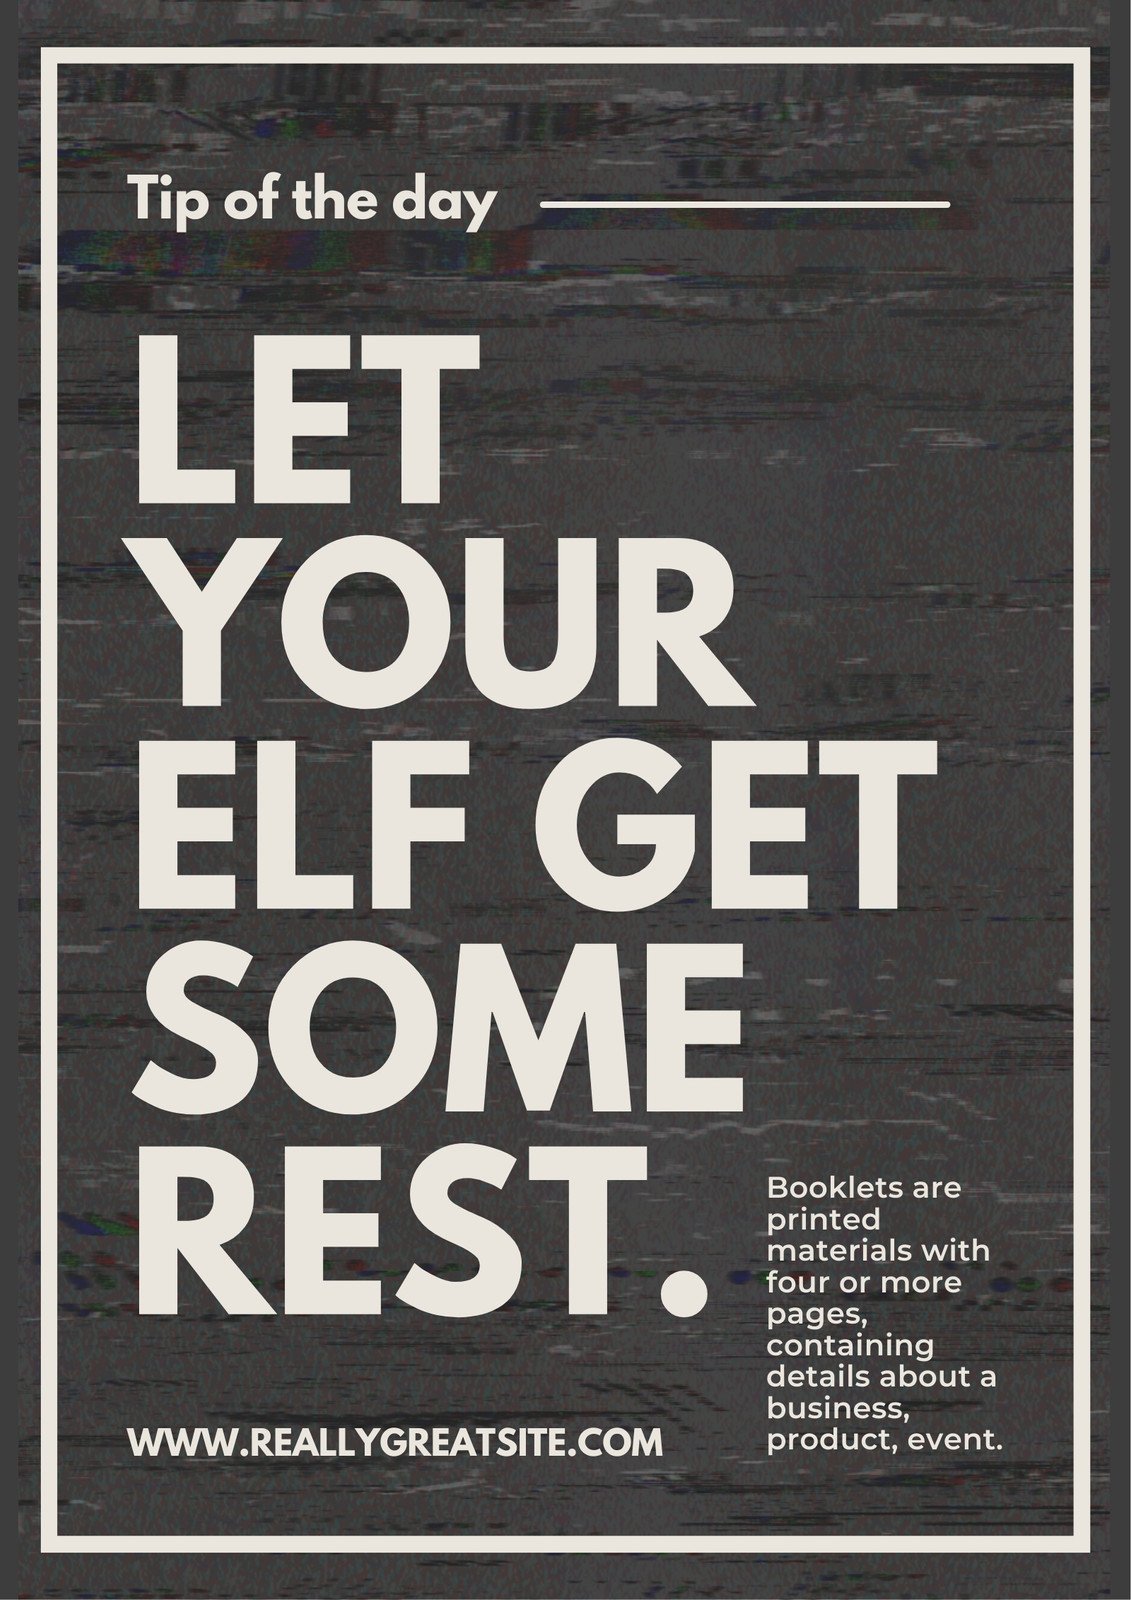 Tip of the day
LET
YOUR
ELF GET
SOME
REST.
Booklets are
printed
materials with
four or more
pages,
containing
details about a
business,
product, event.
WWW.REALLYGREATSITE.COM